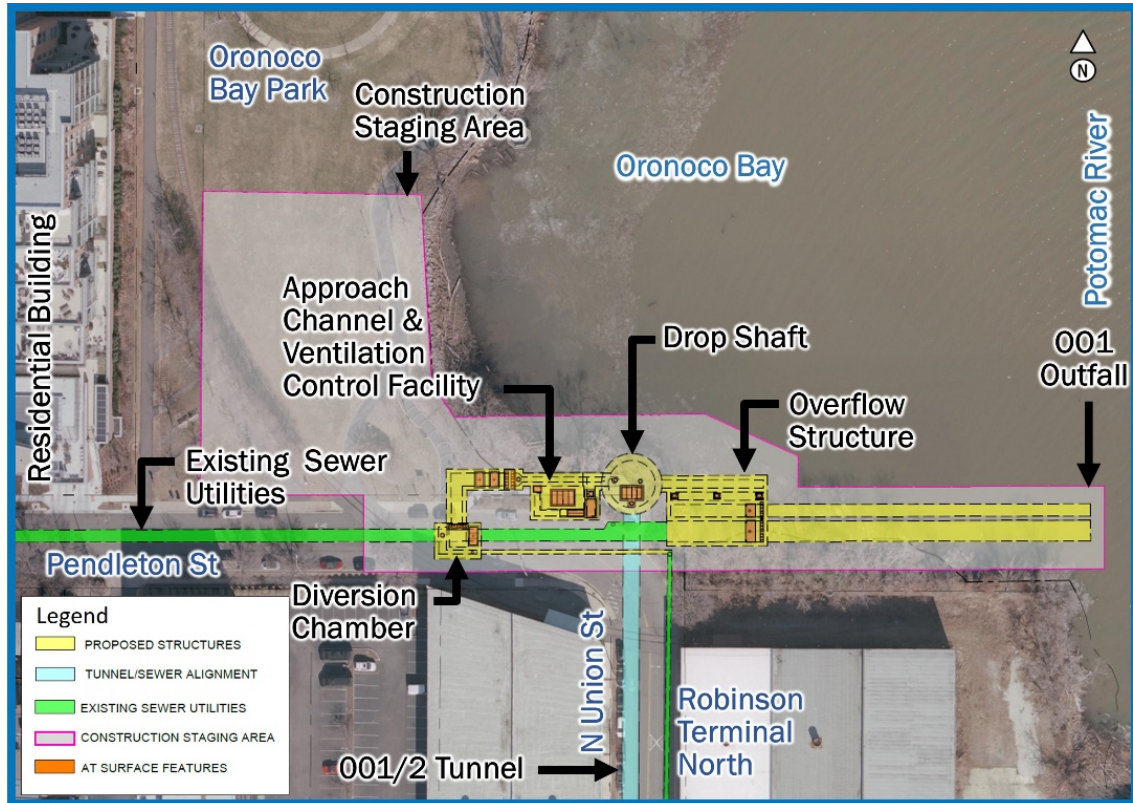 Oronoco
Bay Park
Construction
Staging Area
N
Oronoco Bay
Potomac River
Residential Building
Approach
Channel &
Ventilation
Control Facility
Drop Shaft
001
Outfall
Overflow
Structure
Existing Sewer
Utilities
Pendleton St
Diversion
Chamber
N Union St
Robinson
Terminal
North
001/2 Tunnel
Legend
PROPOSED STRUCTURES
TUNNEL/SEWER ALIGNMENT
EXISTING SEWER UTILITIES
CONSTRUCTION STAGING AREA
AT SURFACE FEATURES